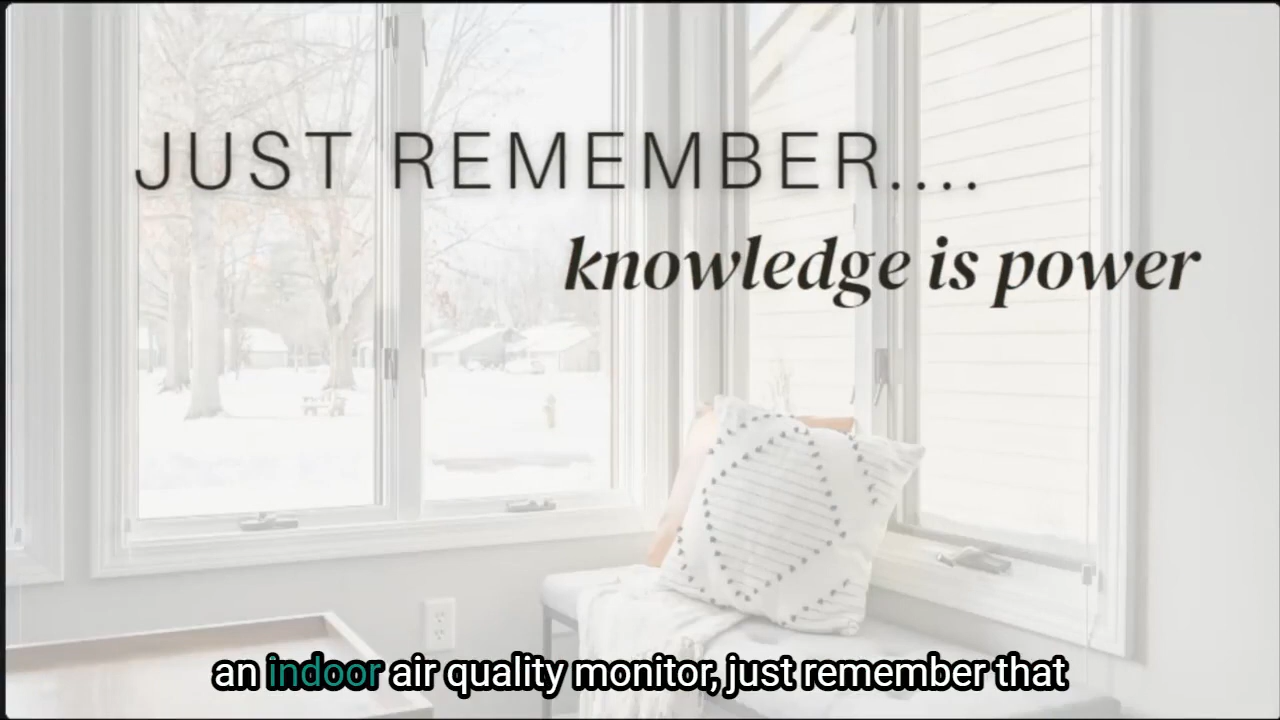 JUST REMEMBER....
knowledge is power
an indoor air quality monitor, just remember that